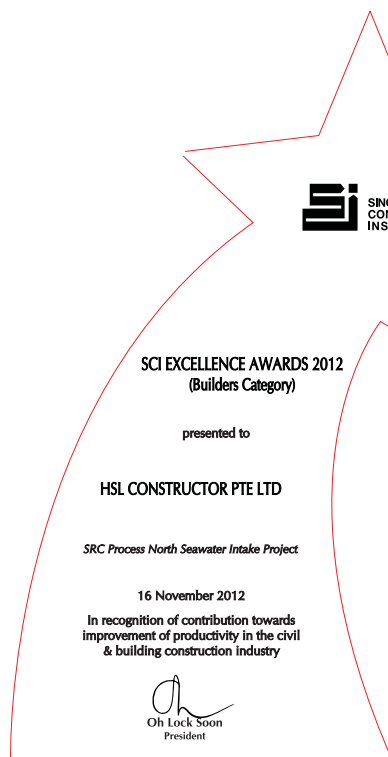 SCI EXCELLENCE AWARDS 2012
(Builders Category)
presented to
HSL CONSTRUCTOR PTE LTD
SRC Process North Seawater Intake Project
16 November 2012
In recognition of contribution towards
improvement of productivity in the civil
& building construction industry
Oh Lock Soon
President